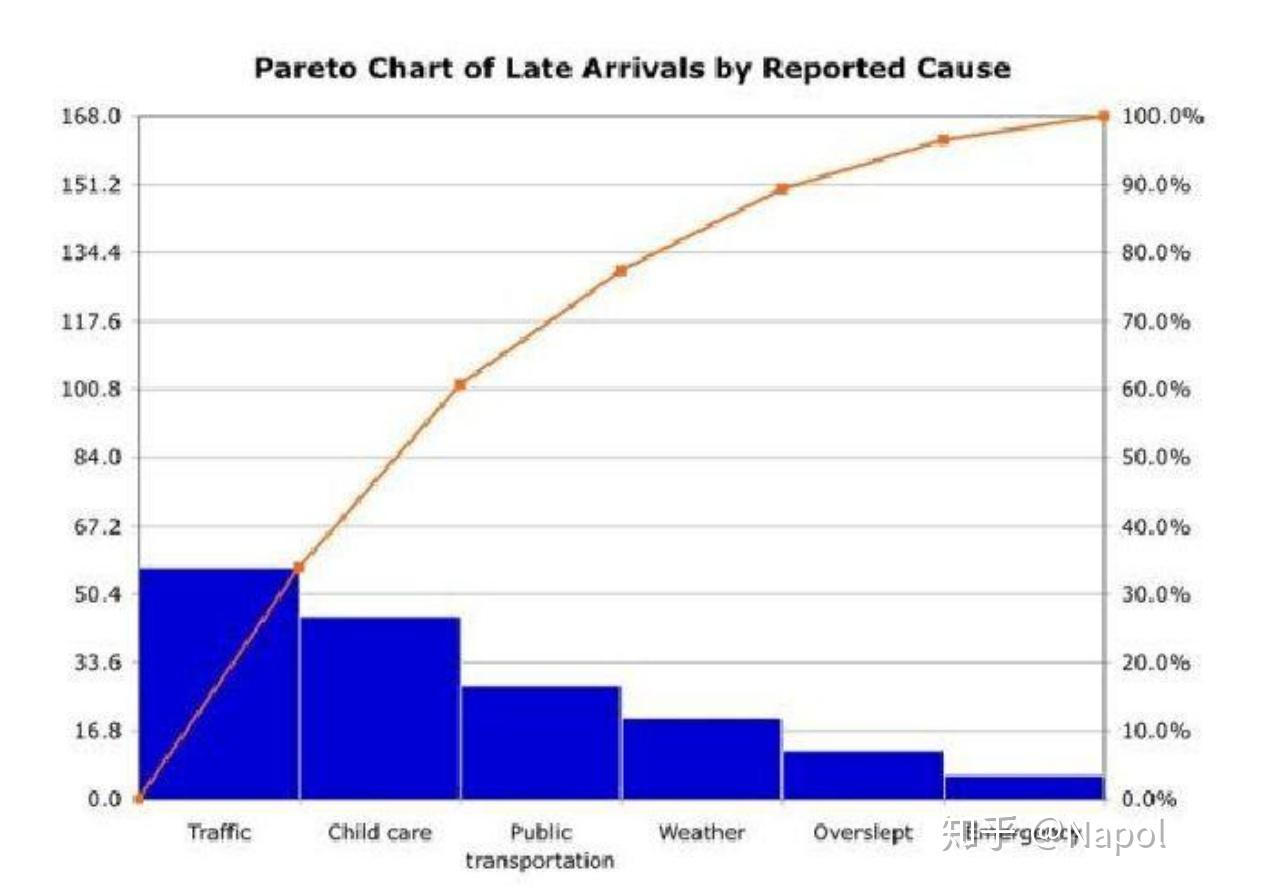 Pareto Chart of Late Arrivals by Reported Cause
168.0
151.2
134.4
117.6
100.8
84.0
67.2
50.4
33.6
16.8
0.0
100.0%
90.0%
80.0%
70.0%
60.0%
50.0%
40.0%
30.0%
20.0%
10.0%
0.0%
Traffic
Child care
Public
transportation
Weather
Overslept
Emergency
知乎 @Napol